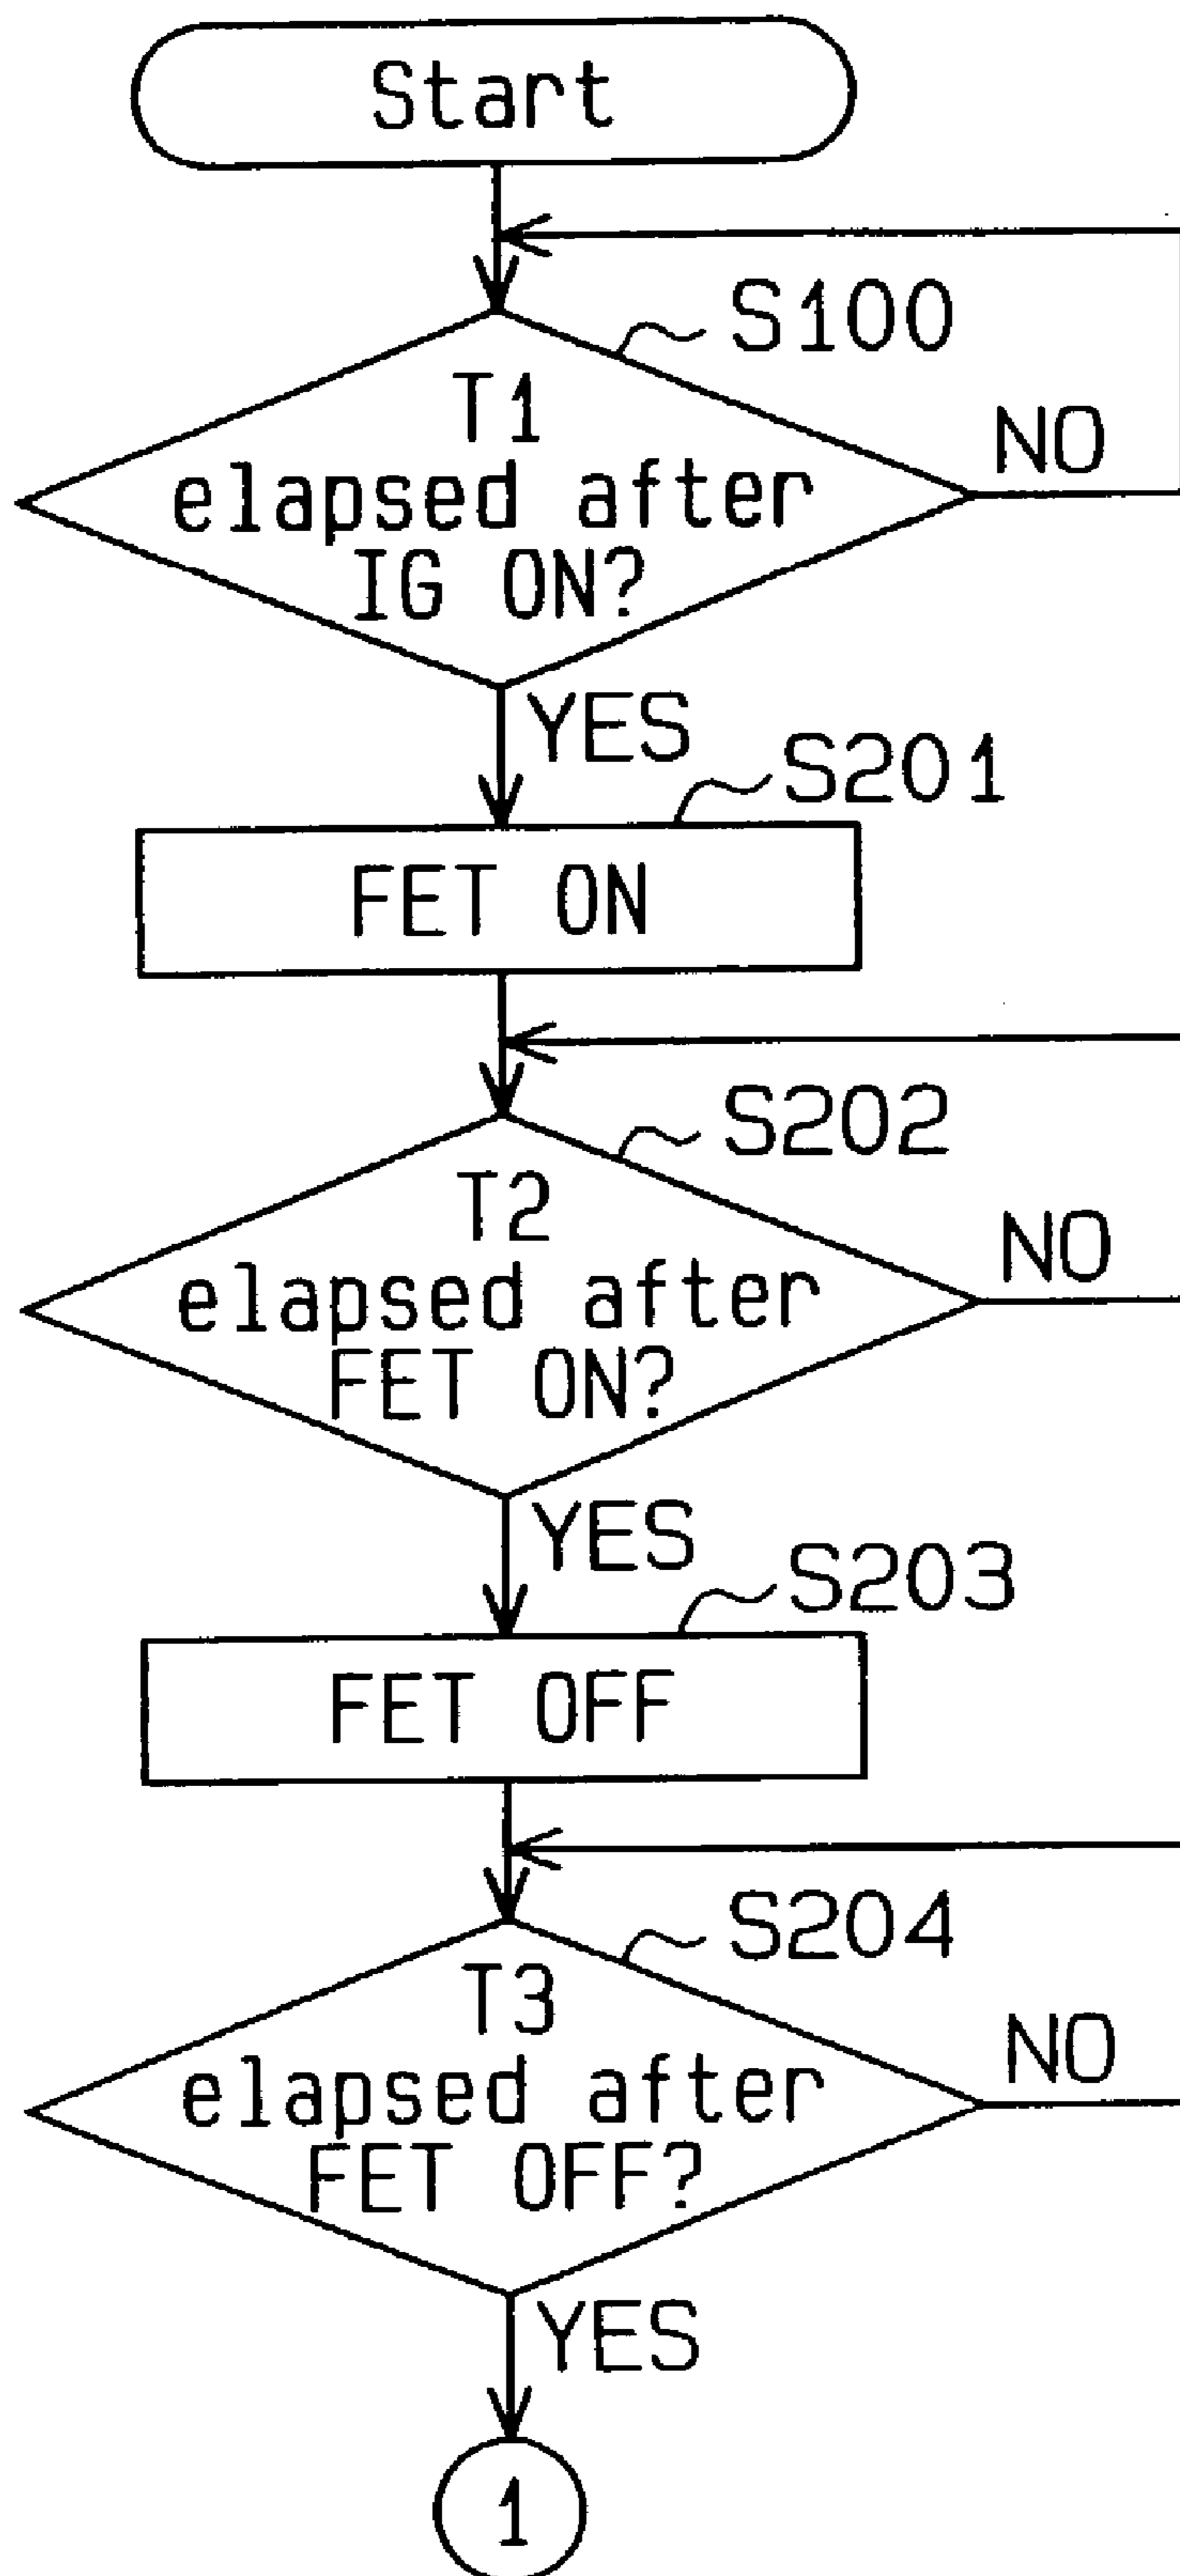 Start
S100
T1
elapsed after
IG ON?
NO
YES
S201
FET ON
S202
T2
elapsed after
FET ON?
NO
YES
S203
FET OFF
S204
T3
elapsed after
FET OFF?
NO
YES
1